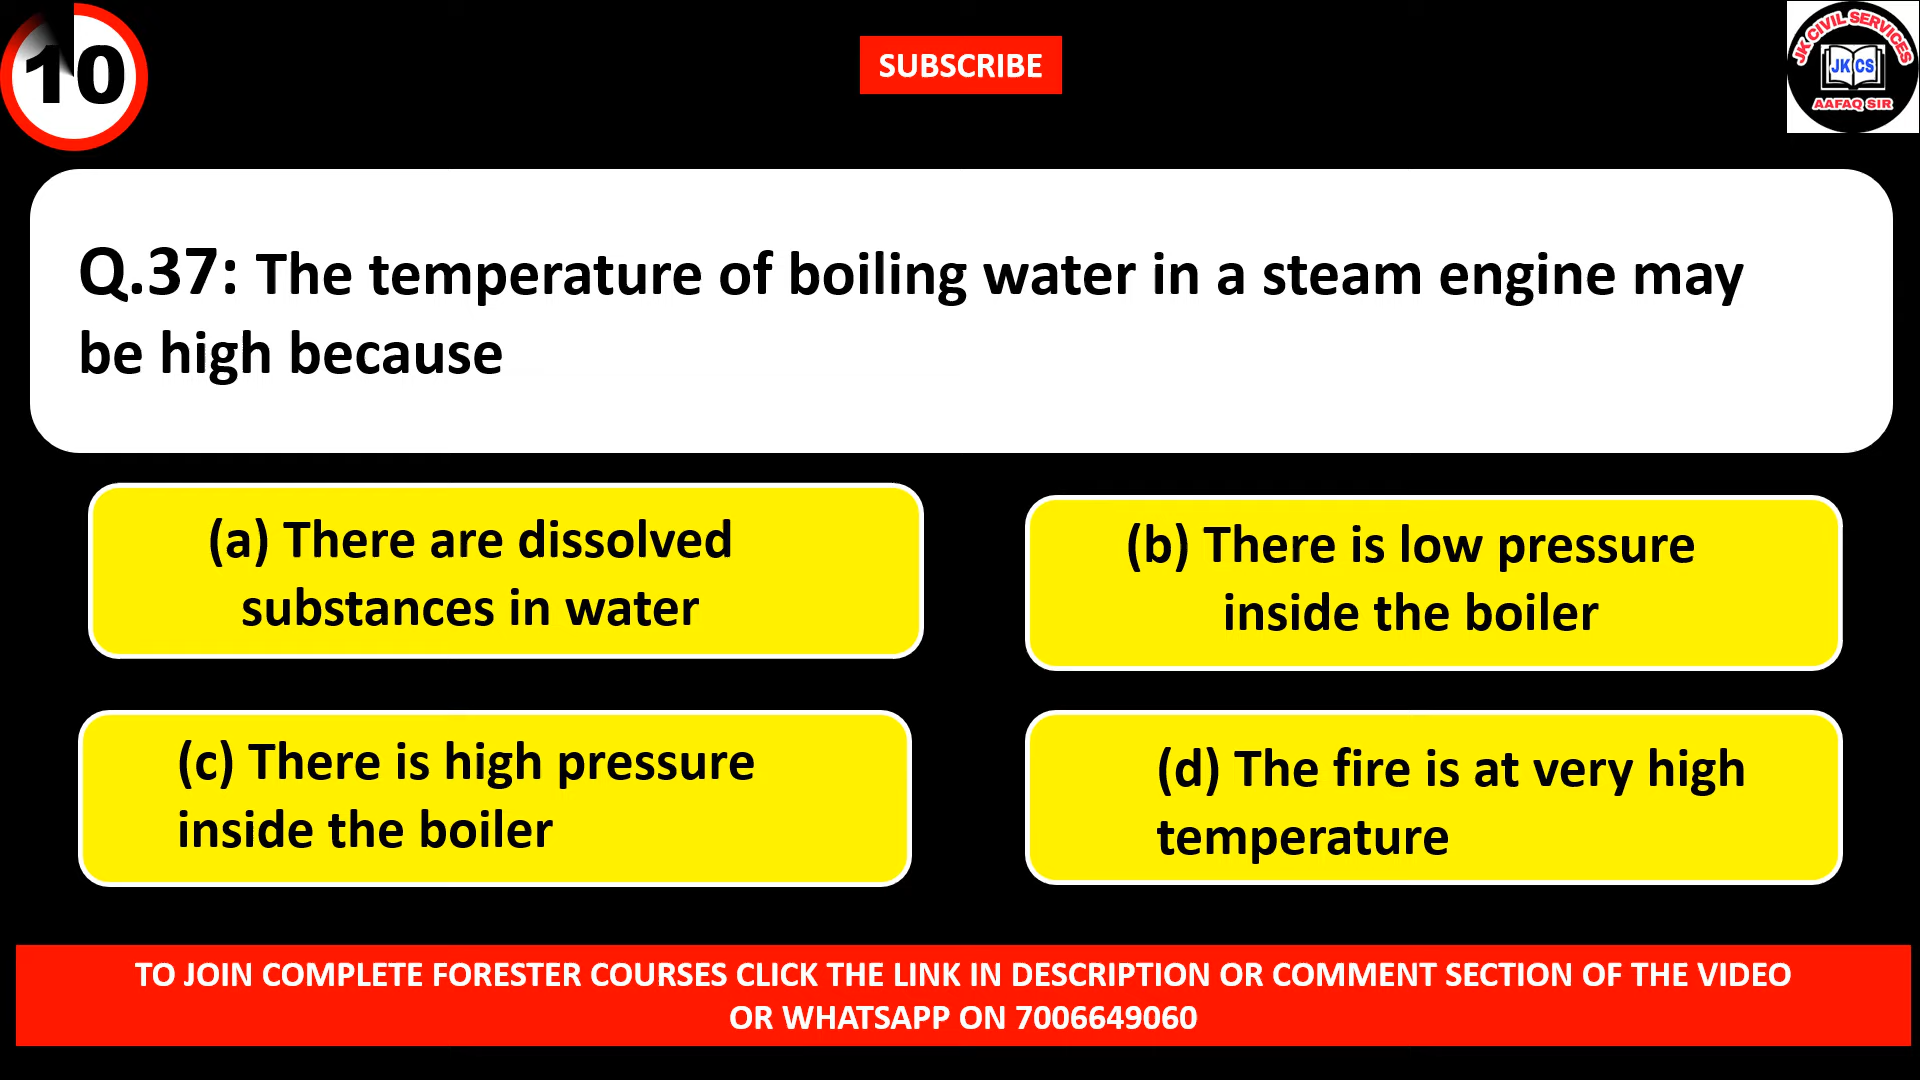 10
SUBSCRIBE
JK CIVIL SERVICES
JK CS
AAFAQ SIR
Q.37: The temperature of boiling water in a steam engine may
be high because
(a) There are dissolved
substances in water
(b) There is low pressure
inside the boiler
(c) There is high pressure
inside the boiler
(d) The fire is at very high
temperature
TO JOIN COMPLETE FORESTER COURSES CLICK THE LINK IN DESCRIPTION OR COMMENT SECTION OF THE VIDEO
OR WHATSAPP ON 7006649060